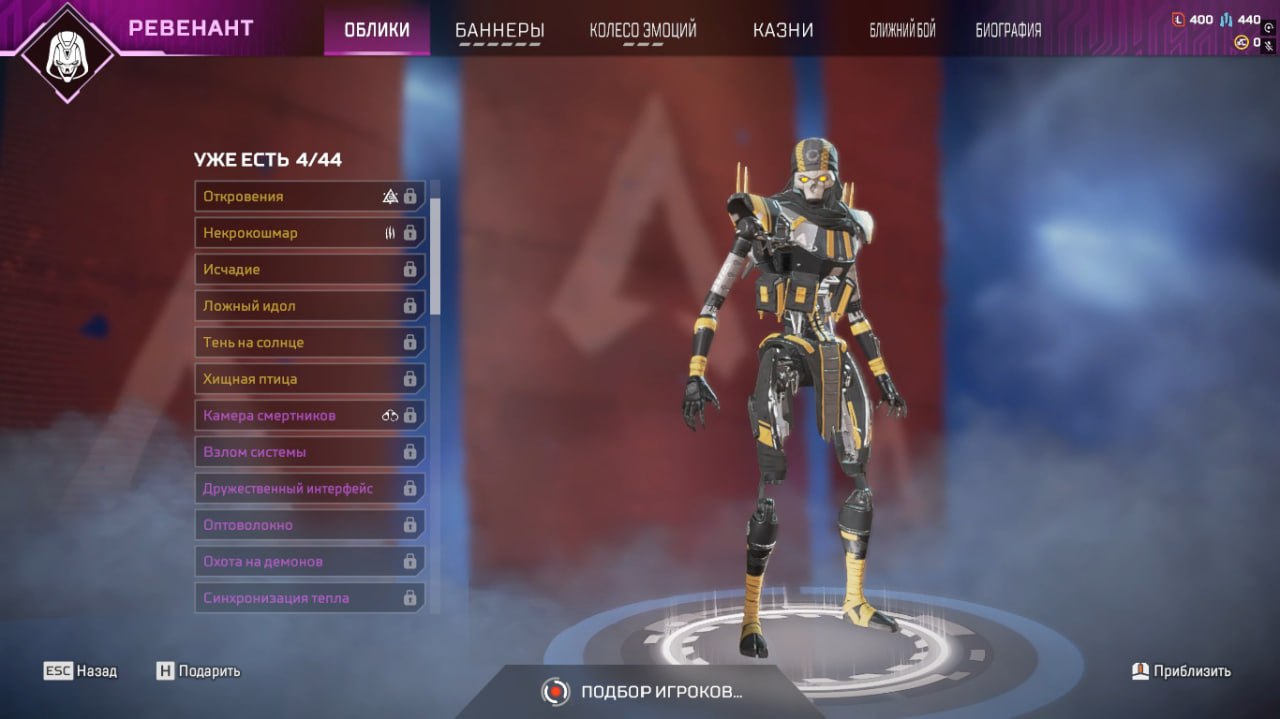 РЕВЕНАНТ
ОБЛИКИ
БАННЕРЫ
КОЛЕСО ЭМОЦИЙ
КАЗНИ
БЛИЖНИЙ БОЙ
БИОГРАФИЯ
400
440
0
УЖЕ ЕСТЬ 4/44
Откровения
Некрокошмар
Исчадие
Ложный идол
Тень на солнце
Хищная птица
Камера смертников
Взлом системы
Дружественный интерфейс
Оптоволокно
Охота на демонов
Синхронизация тепла
ESC Назад
H Подарить
Приблизить
ПОДБОР ИГРОКОВ...